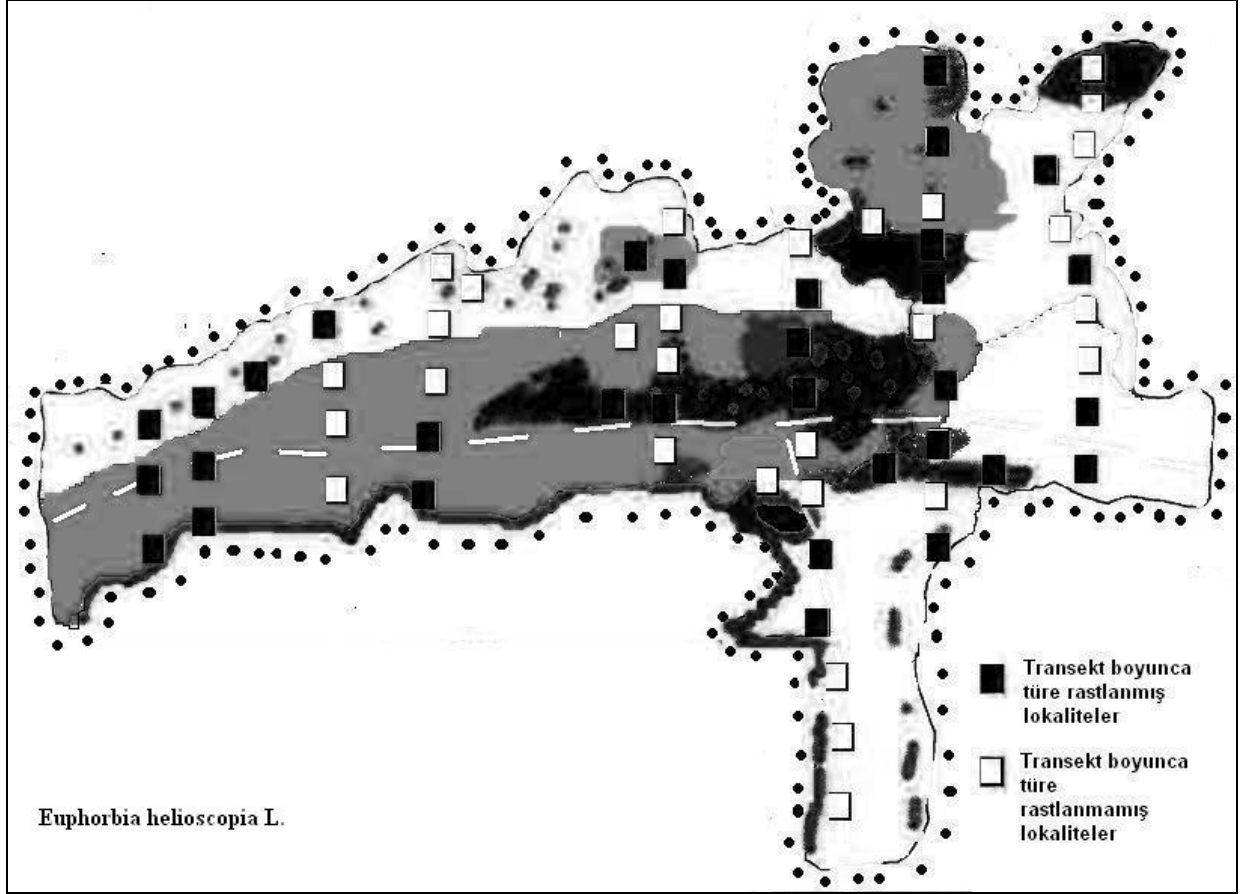 Transekt boyunca
türe rastlanmış
lokaliteler
Transekt boyunca
türe
rastlanmamış
lokaliteler
Euphorbia helioscopia L.